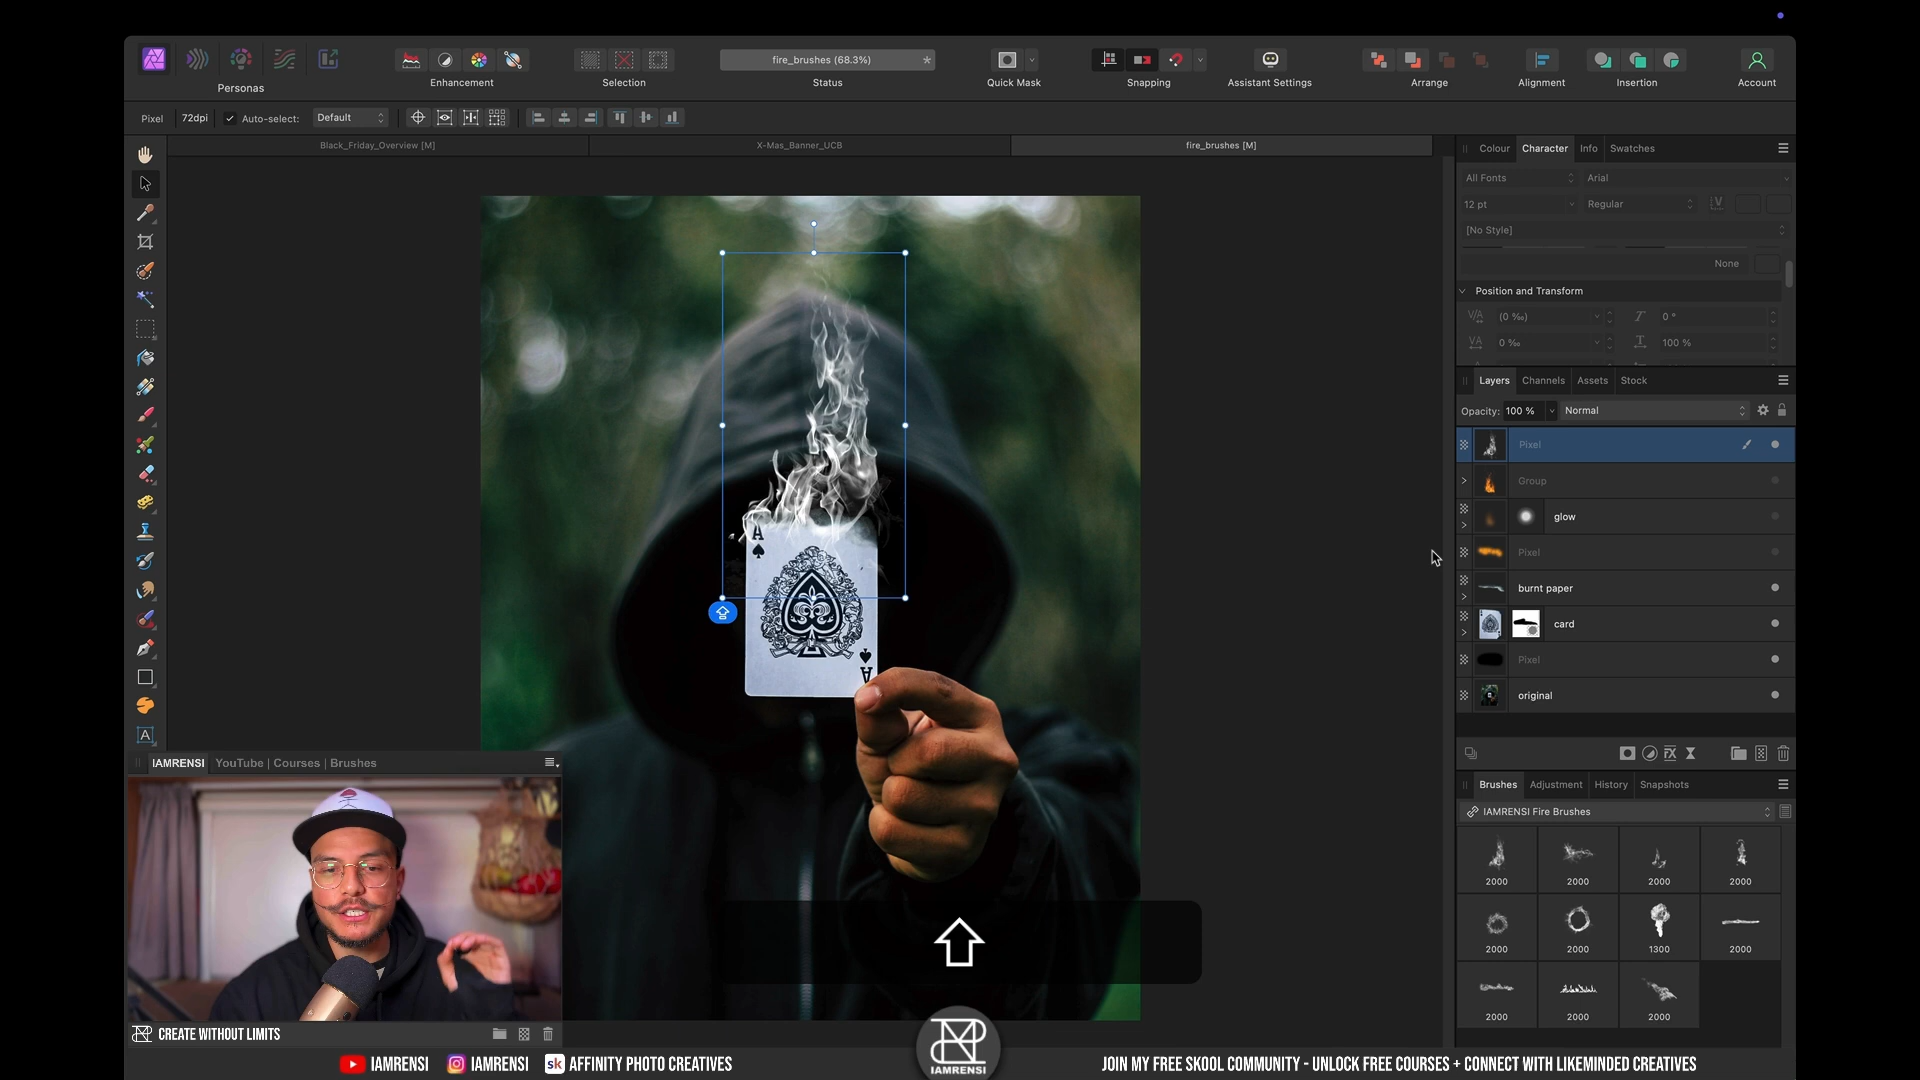 fire_brushes (68.3%)
Personas
Enhancement
Selection
Status
Quick Mask
Snapping
Assistant Settings
Arrange
Alignment
Insertion
Account
Pixel
72dpi
Auto-select:
Default
Black_Friday_Overview [M]
X-Mas_Banner_UCB
fire_brushes [M]
Colour
Character
Info
Swatches
All Fonts
Arial
12 pt
Regular
[No Style]
None
Position and Transform
(0 ‰)
0 °
0 ‰
100 %
Layers
Channels
Assets
Stock
Opacity:
100 %
Normal
Pixel
Group
glow
Pixel
burnt paper
card
Pixel
original
A
A
Brushes
Adjustment
History
Snapshots
IAMRENSI Fire Brushes
2000
2000
2000
2000
2000
2000
1300
2000
2000
2000
2000
IAMRENSI
YouTube | Courses | Brushes
CREATE WITHOUT LIMITS
IAMRENSI
IAMRENSI
sk
AFFINITY PHOTO CREATIVES
IAMRENSI
JOIN MY FREE SKOOL COMMUNITY - UNLOCK FREE COURSES + CONNECT WITH LIKEMINDED CREATIVES